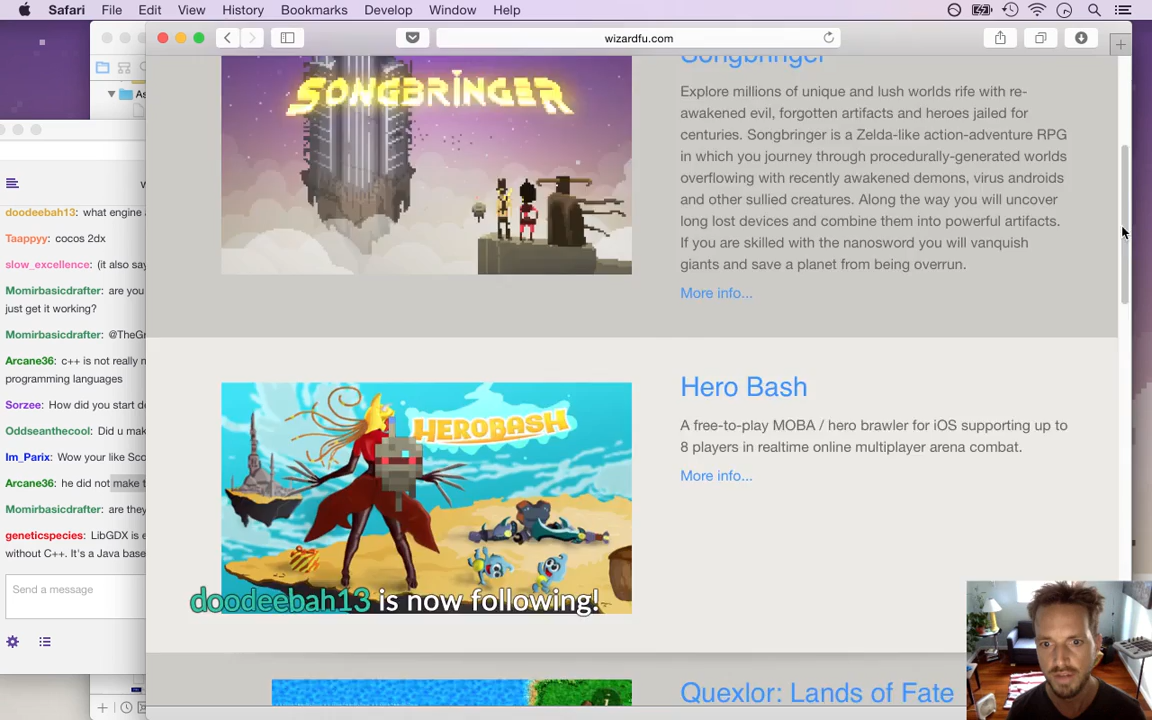 Safari File Edit View History Bookmarks Develop Window Help
wizardfu.com
As
w
doodeebah13: what engine
Taappyy: cocos 2dx
slow_excellence: (it also say
Momirbasicdrafter: are you
just get it working?
Momirbasicdrafter: @TheGr
Arcane36: c++ is not really n
programming languages
Sorzee: How did you start de
Oddseanthecool: Did u mak
Im_Parix: Wow your like Sco
Arcane36: he did not make t
Momirbasicdrafter: are they
geneticspecies: LibGDX is e
without C++. It's a Java base
Send a message
SONGBRINGER
Songbringer
Explore millions of unique and lush worlds rife with re-
awakened evil, forgotten artifacts and heroes jailed for
centuries. Songbringer is a Zelda-like action-adventure RPG
in which you journey through procedurally-generated worlds
overflowing with recently awakened demons, virus androids
and other sullied creatures. Along the way you will uncover
long lost devices and combine them into powerful artifacts.
If you are skilled with the nanosword you will vanquish
giants and save a planet from being overrun.
More info...
HEROBASH
Hero Bash
A free-to-play MOBA / hero brawler for iOS supporting up to
8 players in realtime online multiplayer arena combat.
More info...
doodeebah13 is now following!
Quexlor: Lands of Fate